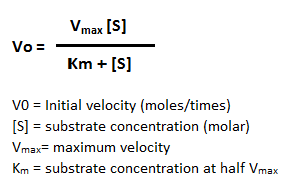 Vmax [S]
Vo =
Km + [S]
V0 = Initial velocity (moles/times)
[S] = substrate concentration (molar)
Vmax= maximum velocity
Km = substrate concentration at half Vmax